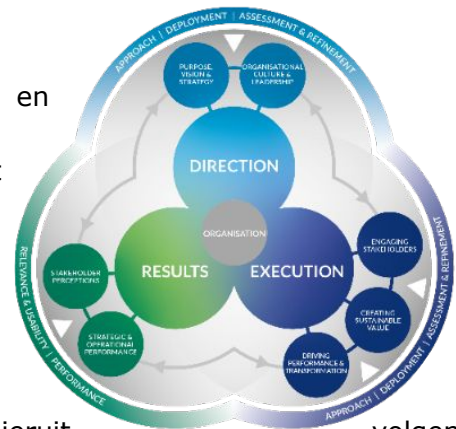 APPROACH | DEPLOYMENT | ASSESSMENT & REFINEMENT
PURPOSE,
VISION &
STRATEGY
ORGANISATIONAL
CULTURE &
LEADERSHIP
en
DIRECTION
ORGANISATION
RESULTS
EXECUTION
STAKEHOLDER
PERCEPTIONS
STRATEGIC &
OPERATIONAL
PERFORMANCE
ENGAGING
STAKEHOLDERS
CREATING
SUSTAINABLE
VALUE
DRIVING
PERFORMANCE &
TRANSFORMATION
RELEVANCE & USABILITY | PERFORMANCE
APPROACH | DEPLOYMENT | ASSESSMENT & REFINEMENT